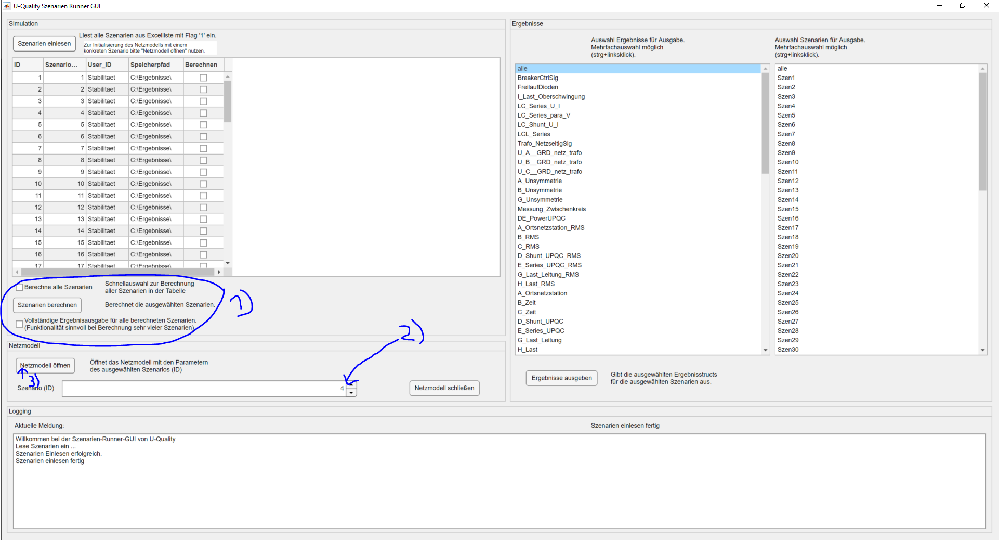 U-Quality Szenarien Runner GUI
Simulation
Szenarien einlesen
Liest alle Szenarien aus Excelliste mit Flag '1' ein.
Zur Initialisierung des Netzmodells mit einem
konkreten Szenario bitte "Netzmodell öffnen" nutzen.
ID Szenario... User_ID Speicherpfad Berechnen
1 1 Stabilitaet C:\Ergebnisse\
2 2 Stabilitaet C:\Ergebnisse\
3 3 Stabilitaet C:\Ergebnisse\
4 4 Stabilitaet C:\Ergebnisse\
5 5 Stabilitaet C:\Ergebnisse\
6 6 Stabilitaet C:\Ergebnisse\
7 7 Stabilitaet C:\Ergebnisse\
8 8 Stabilitaet C:\Ergebnisse\
9 9 Stabilitaet C:\Ergebnisse\
10 10 Stabilitaet C:\Ergebnisse\
11 11 Stabilitaet C:\Ergebnisse\
12 12 Stabilitaet C:\Ergebnisse\
13 13 Stabilitaet C:\Ergebnisse\
14 14 Stabilitaet C:\Ergebnisse\
15 15 Stabilitaet C:\Ergebnisse\
16 16 Stabilitaet C:\Ergebnisse\
17 17 Stabilitaet C:\Ergebnisse\
Berechne alle Szenarien
Schnellauswahl zur Berechnung
aller Szenarien in der Tabelle
Szenarien berechnen
Berechnet die ausgewählten Szenarien.
Vollständige Ergebnisausgabe für alle berechneten Szenarien.
(Funktionalität sinnvoll bei Berechnung sehr vieler Szenarien)
1)
2)
Netzmodell
Netzmodell öffnen
Öffnet das Netzmodell mit den Parametern
des ausgewählten Szenarios (ID)
3)
Szenario (ID)
4
Netzmodell schließen
Ergebnisse
Auswahl Ergebnisse für Ausgabe.
Mehrfachauswahl möglich
(strg+linksklick).
alle
BreakerCtrlSig
FreilaufDioden
I_Last_Oberschwingung
LC_Series_U_I
LC_Series_para_V
LC_Shunt_U_I
LCL_Series
Trafo_NetzseitigSig
U_A__GRD_netz_trafo
U_B__GRD_netz_trafo
U_C__GRD_netz_trafo
A_Unsymmetrie
B_Unsymmetrie
G_Unsymmetrie
Messung_Zwischenkreis
DE_PowerUPQC
A_Ortsnetzstation_RMS
B_RMS
C_RMS
D_Shunt_UPQC_RMS
E_Series_UPQC_RMS
G_Last_Leitung_RMS
H_Last_RMS
A_Ortsnetzstation
B_Zeit
C_Zeit
D_Shunt_UPQC
E_Series_UPQC
G_Last_Leitung
H_Last
Auswahl Szenarien für Ausgabe.
Mehrfachauswahl möglich
(strg+linksklick).
alle
Szen1
Szen2
Szen3
Szen4
Szen5
Szen6
Szen7
Szen8
Szen9
Szen10
Szen11
Szen12
Szen13
Szen14
Szen15
Szen16
Szen17
Szen18
Szen19
Szen20
Szen21
Szen22
Szen23
Szen24
Szen25
Szen26
Szen27
Szen28
Szen29
Szen30
Ergebnisse ausgeben
Gibt die ausgewählten Ergebnisstructs
für die ausgewählten Szenarien aus.
Logging
Aktuelle Meldung:
Szenarien einlesen fertig
Willkommen bei der Szenarien-Runner-GUI von U-Quality
Lese Szenarien ein ...
Szenarien Einlesen erfolgreich.
Szenarien einlesen fertig